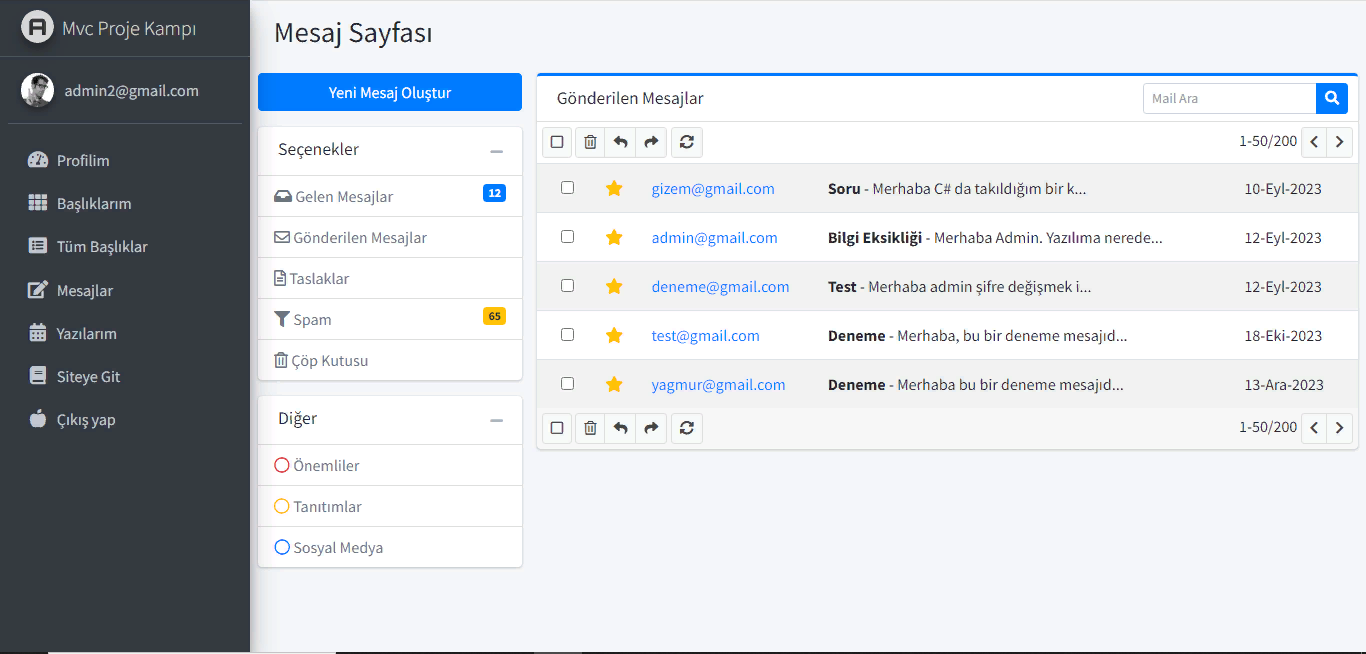 Mvc Proje Kampı
admin2@gmail.com
Profilim
Başlıklarım
Tüm Başlıklar
Mesajlar
Yazılarım
Siteye Git
Çıkış yap
Mesaj Sayfası
Yeni Mesaj Oluştur
Seçenekler
Gelen Mesajlar 12
Gönderilen Mesajlar
Taslaklar
Spam 65
Çöp Kutusu
Diğer
Önemliler
Tanıtımlar
Sosyal Medya
Gönderilen Mesajlar Mail Ara
1-50/200
gizem@gmail.com Soru - Merhaba C# da takıldığım bir k... 10-Eyl-2023
admin@gmail.com Bilgi Eksikliği - Merhaba Admin. Yazılıma nerede... 12-Eyl-2023
deneme@gmail.com Test - Merhaba admin şifre değişmek i... 12-Eyl-2023
test@gmail.com Deneme - Merhaba, bu bir deneme mesajıd... 18-Eki-2023
yagmur@gmail.com Deneme - Merhaba bu bir deneme mesajıd... 13-Ara-2023
1-50/200